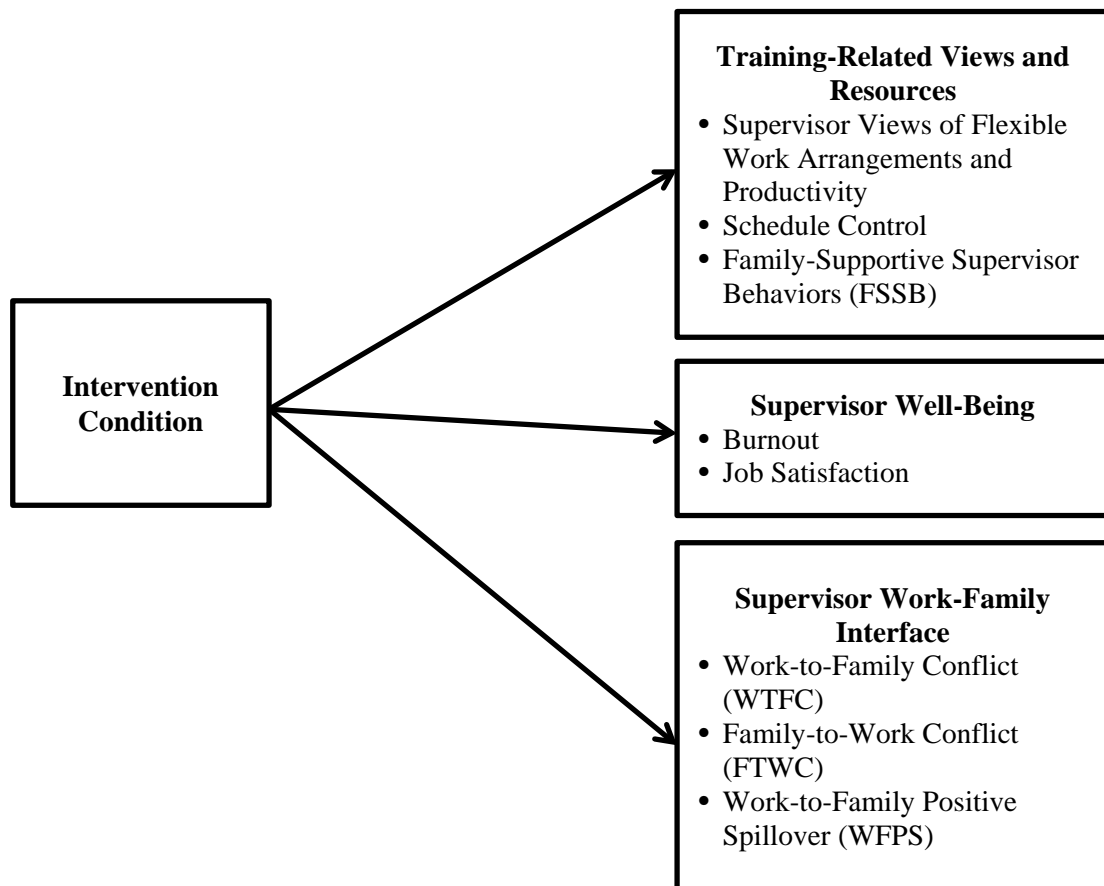 Training-Related Views and
Resources
• Supervisor Views of Flexible
Work Arrangements and
Productivity
• Schedule Control
• Family-Supportive Supervisor
Behaviors (FSSB)
Intervention
Condition
Supervisor Well-Being
• Burnout
• Job Satisfaction
Supervisor Work-Family
Interface
• Work-to-Family Conflict
(WTFC)
• Family-to-Work Conflict
(FTWC)
• Work-to-Family Positive
Spillover (WFPS)